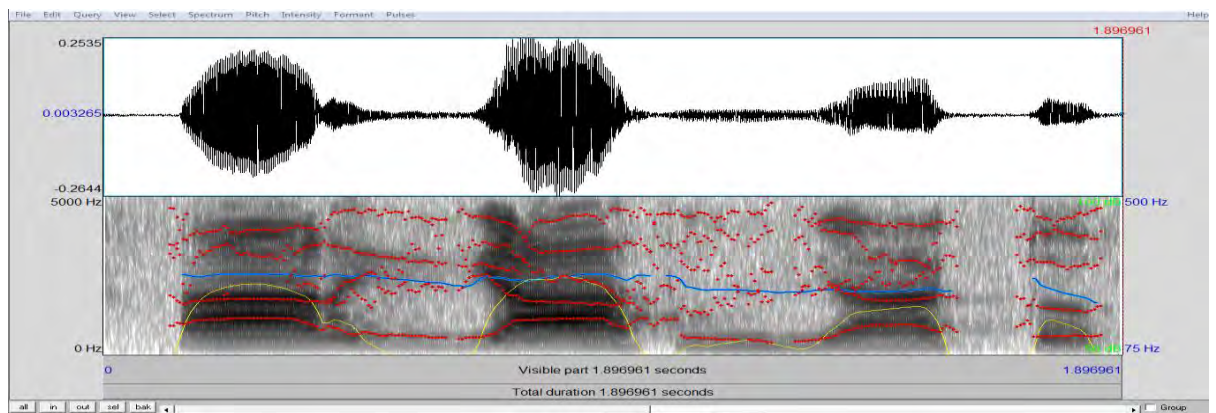 File Edit Query View Select Spectrum Pitch Intensity Formant Pulses Help
1.896961
0.2535
0.003265
-0.2644
5000 Hz 500 Hz
0 Hz 75 Hz
0 Visible part 1.896961 seconds 1.896961
Total duration 1.896961 seconds
all in out sel bak Group